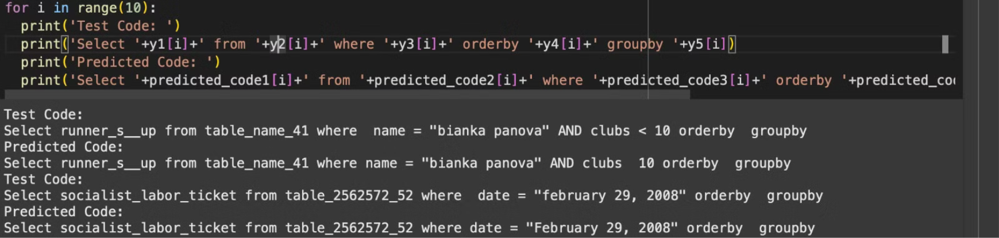 for i in range(10):
print('Test Code: ')
print('Select '+y1[i]+' from '+y2[i]+' where '+y3[i]+' orderby '+y4[i]+' groupby '+y5[i])
print('Predicted Code: ')
print('Select '+predicted_code1[i]+' from '+predicted_code2[i]+' where '+predicted_code3[i]+' orderby '+predicted_co
Test Code:
Select runner_s__up from table_name_41 where  name = "bianka panova" AND clubs < 10 orderby  groupby
Predicted Code:
Select runner_s__up from table_name_41 where name = "bianka panova" AND clubs  10 orderby  groupby
Test Code:
Select socialist_labor_ticket from table_2562572_52 where  date = "february 29, 2008" orderby  groupby
Predicted Code:
Select socialist_labor_ticket from table_2562572_52 where date = "February 29, 2008" orderby  groupby